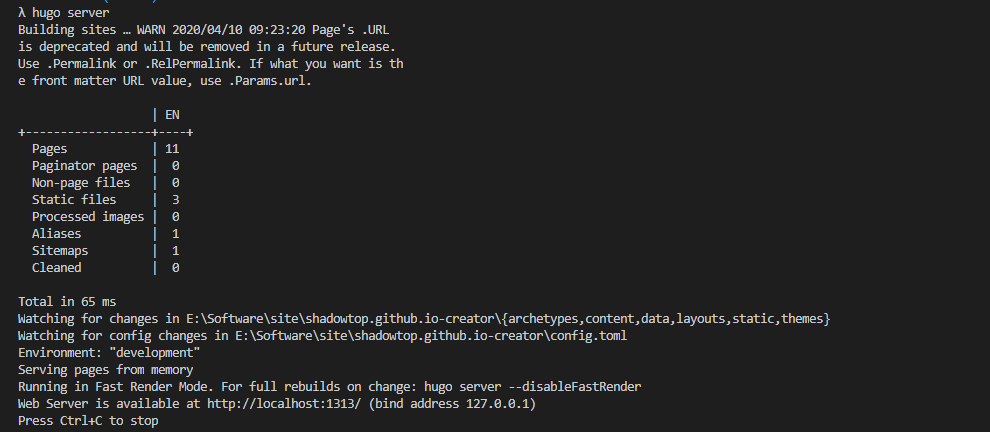 λ hugo server
Building sites … WARN 2020/04/10 09:23:20 Page's .URL
is deprecated and will be removed in a future release.
Use .Permalink or .RelPermalink. If what you want is th
e front matter URL value, use .Params.url.
                   | EN
+------------------+----+
  Pages            | 11
  Paginator pages  |  0
  Non-page files   |  0
  Static files     |  3
  Processed images |  0
  Aliases          |  1
  Sitemaps         |  1
  Cleaned          |  0
Total in 65 ms
Watching for changes in E:\Software\site\shadowtop.github.io-creator\{archetypes,content,data,layouts,static,themes}
Watching for config changes in E:\Software\site\shadowtop.github.io-creator\config.toml
Environment: "development"
Serving pages from memory
Running in Fast Render Mode. For full rebuilds on change: hugo server --disableFastRender
Web Server is available at http://localhost:1313/ (bind address 127.0.0.1)
Press Ctrl+C to stop